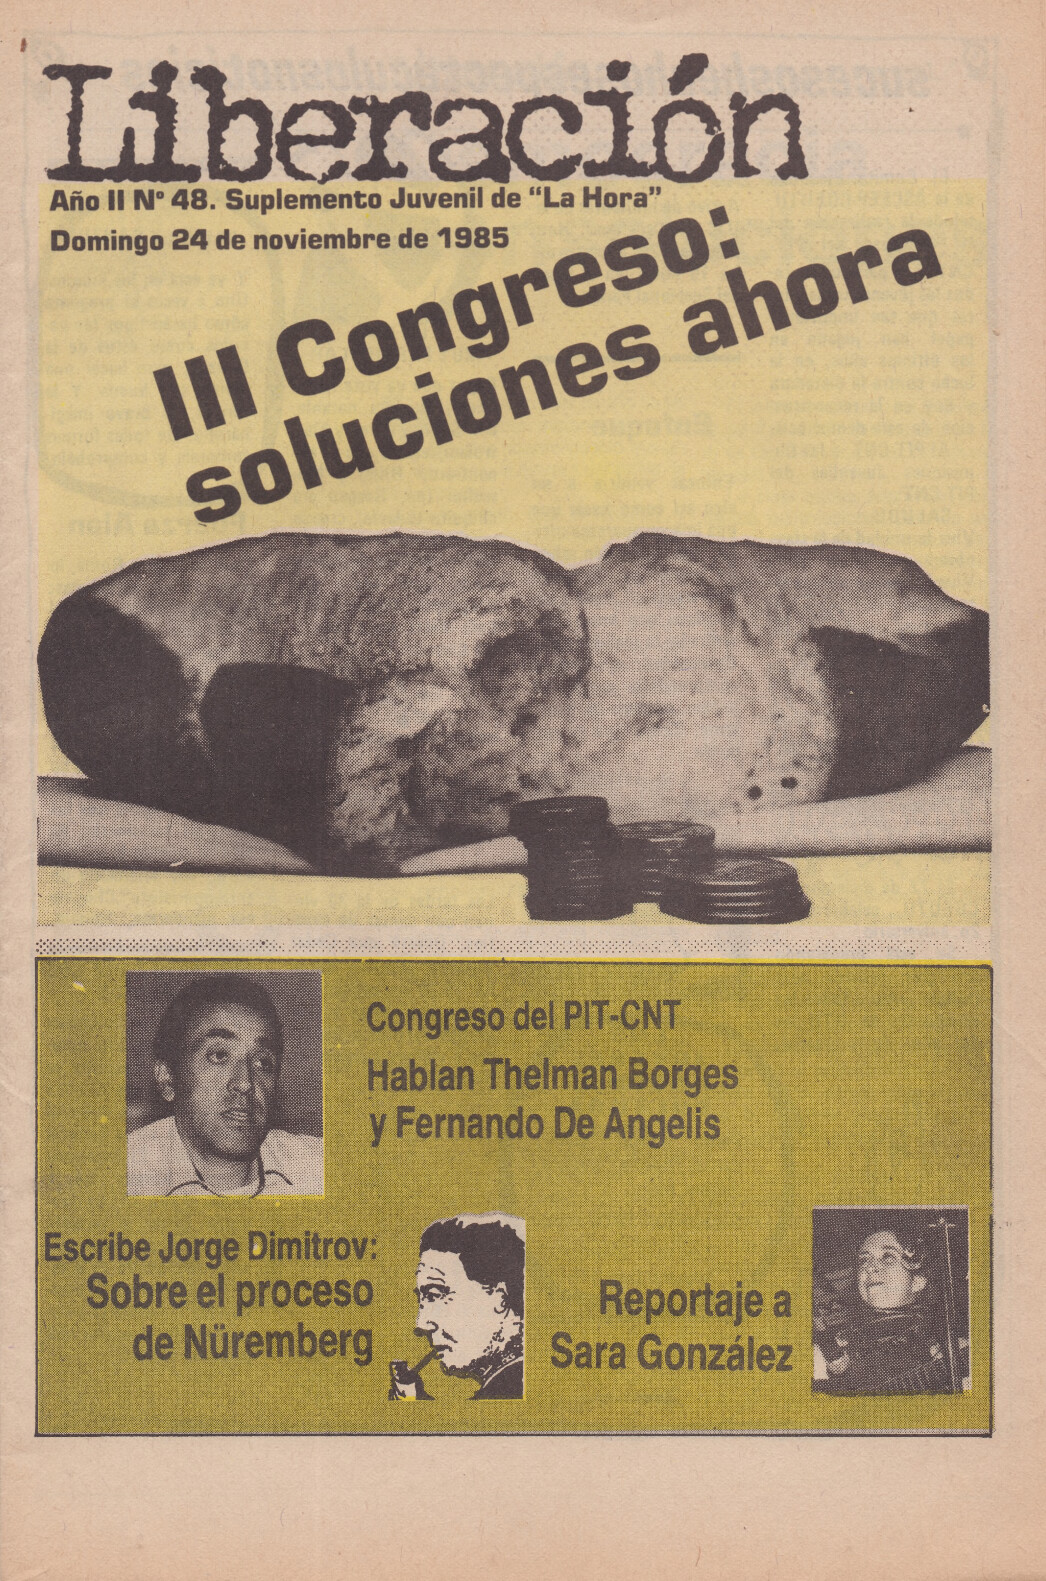 Liberación
Año II Nº 48. Suplemento Juvenil de “La Hora”
Domingo 24 de noviembre de 1985
III Congreso:
soluciones ahora
Congreso del PIT-CNT
Hablan Thelman Borges
y Fernando De Angelis
Escribe Jorge Dimitrov:
Sobre el proceso
de Nüremberg
Reportaje a
Sara González